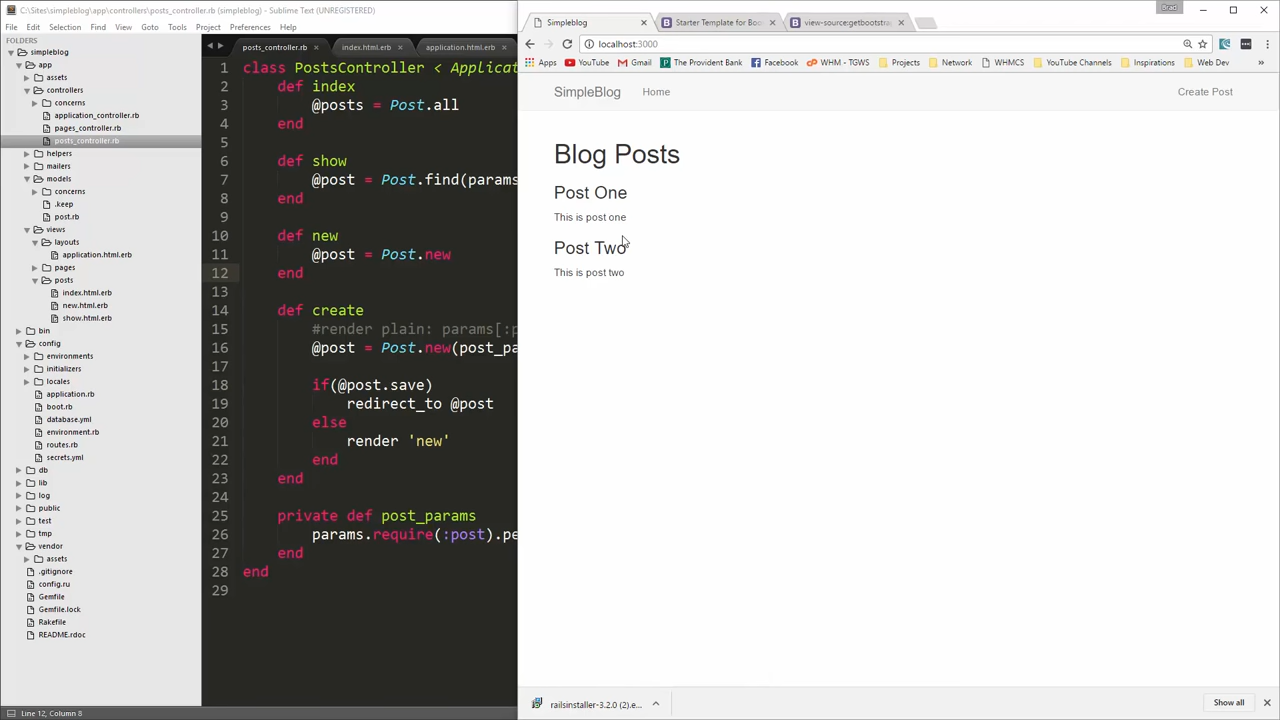 C:\Sites\simpleblog\app\controllers\posts_controller.rb (simpleblog) - Sublime Text (UNREGISTERED)
File Edit Selection Find View Goto Tools Project Preferences Help
FOLDERS
simpleblog
app
assets
controllers
concerns
application_controller.rb
pages_controller.rb
posts_controller.rb
helpers
mailers
models
concerns
.keep
post.rb
views
layouts
application.html.erb
pages
posts
index.html.erb
new.html.erb
show.html.erb
bin
config
environments
initializers
locales
application.rb
boot.rb
database.yml
environment.rb
routes.rb
secrets.yml
db
lib
log
public
test
tmp
vendor
assets
.gitignore
config.ru
Gemfile
Gemfile.lock
Rakefile
README.rdoc
posts_controller.rb × index.html.erb × application.html.erb ×
1 class PostsController < Applicat
2 def index
3 @posts = Post.all
4 end
5
6 def show
7 @post = Post.find(params
8 end
9
10 def new
11 @post = Post.new
12 end
13
14 def create
15 #render plain: params[:p
16 @post = Post.new(post_pa
17
18 if(@post.save)
19 redirect_to @post
20 else
21 render 'new'
22 end
23 end
24
25 private def post_params
26 params.require(:post).pe
27 end
28 end
29
Line 12, Column 8
Brad
Simpleblog × Starter Template for Boo × view-source:getbootstra ×
localhost:3000
Apps YouTube Gmail The Provident Bank Facebook WHM - TGWS Projects Network WHMCS YouTube Channels Inspirations
SimpleBlog Home Create Post
Blog Posts
Post One
This is post one
Post Two
This is post two
railsinstaller-3.2.0 (2).e... Show all